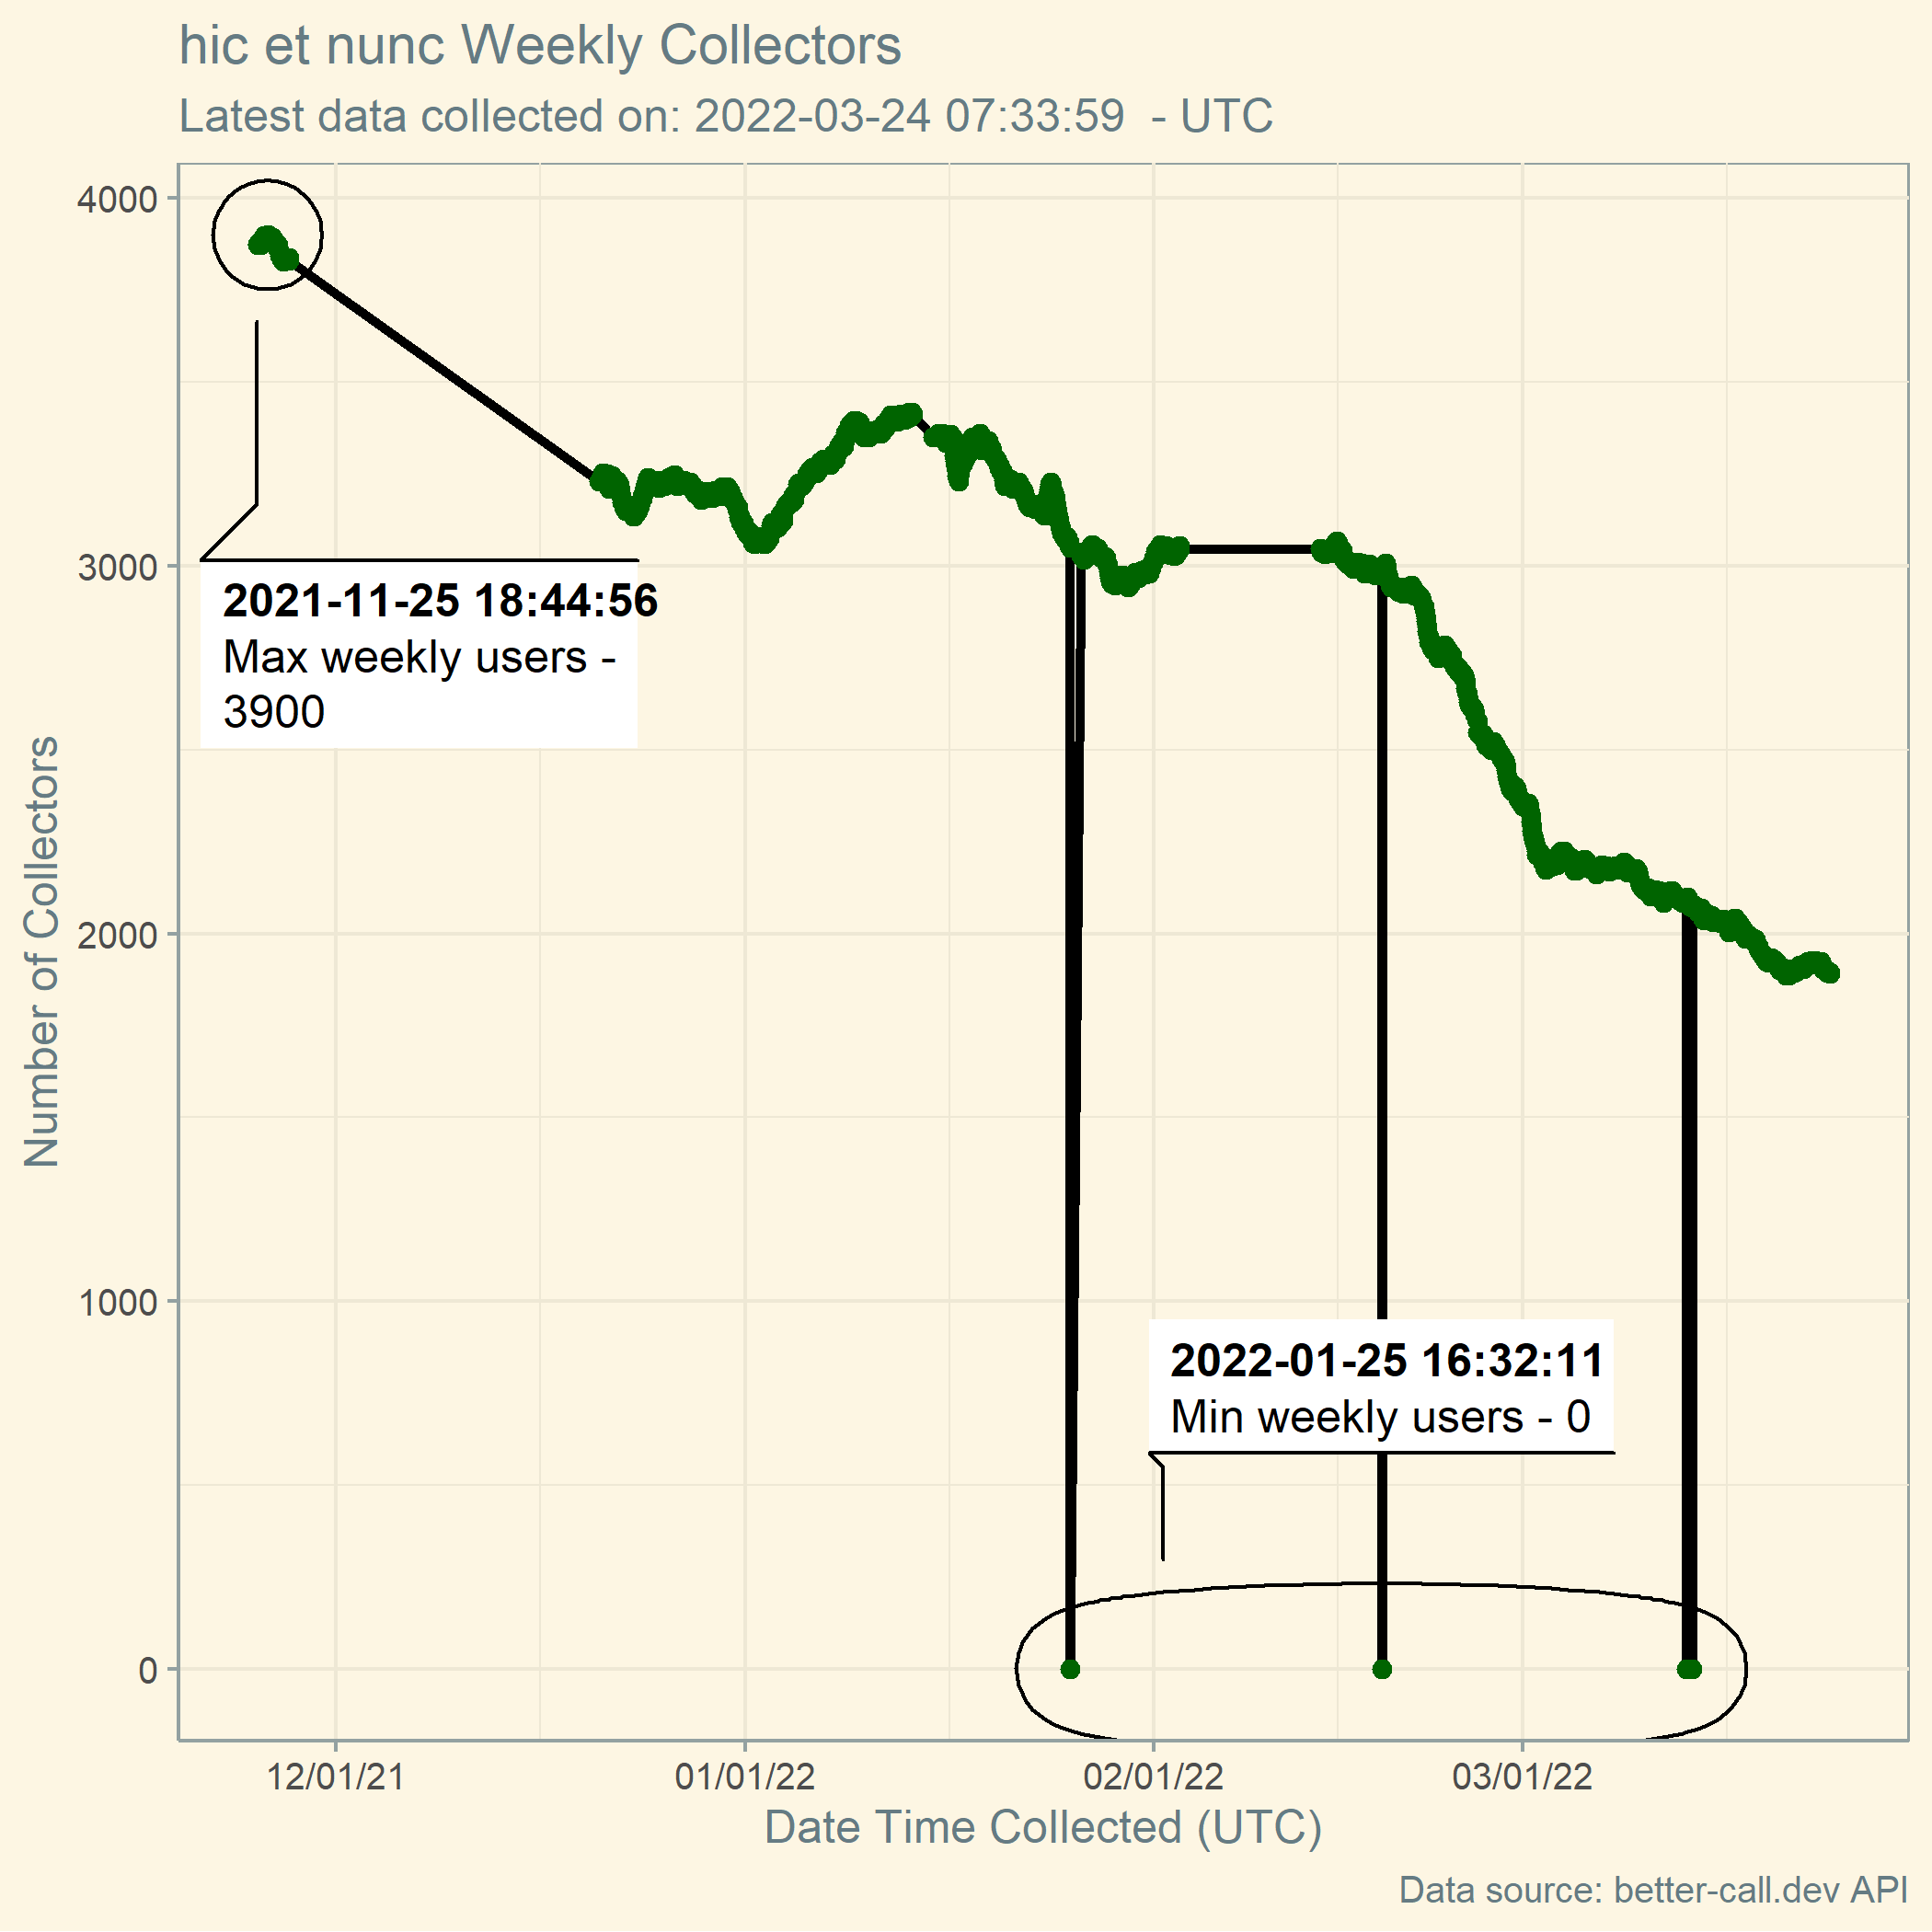 hic et nunc Weekly Collectors
Latest data collected on: 2022-03-24 07:33:59  - UTC
4000
3000
2000
1000
0
Number of Collectors
2021-11-25 18:44:56
Max weekly users -
3900
2022-01-25 16:32:11
Min weekly users - 0
12/01/21
01/01/22
02/01/22
03/01/22
Date Time Collected (UTC)
Data source: better-call.dev API